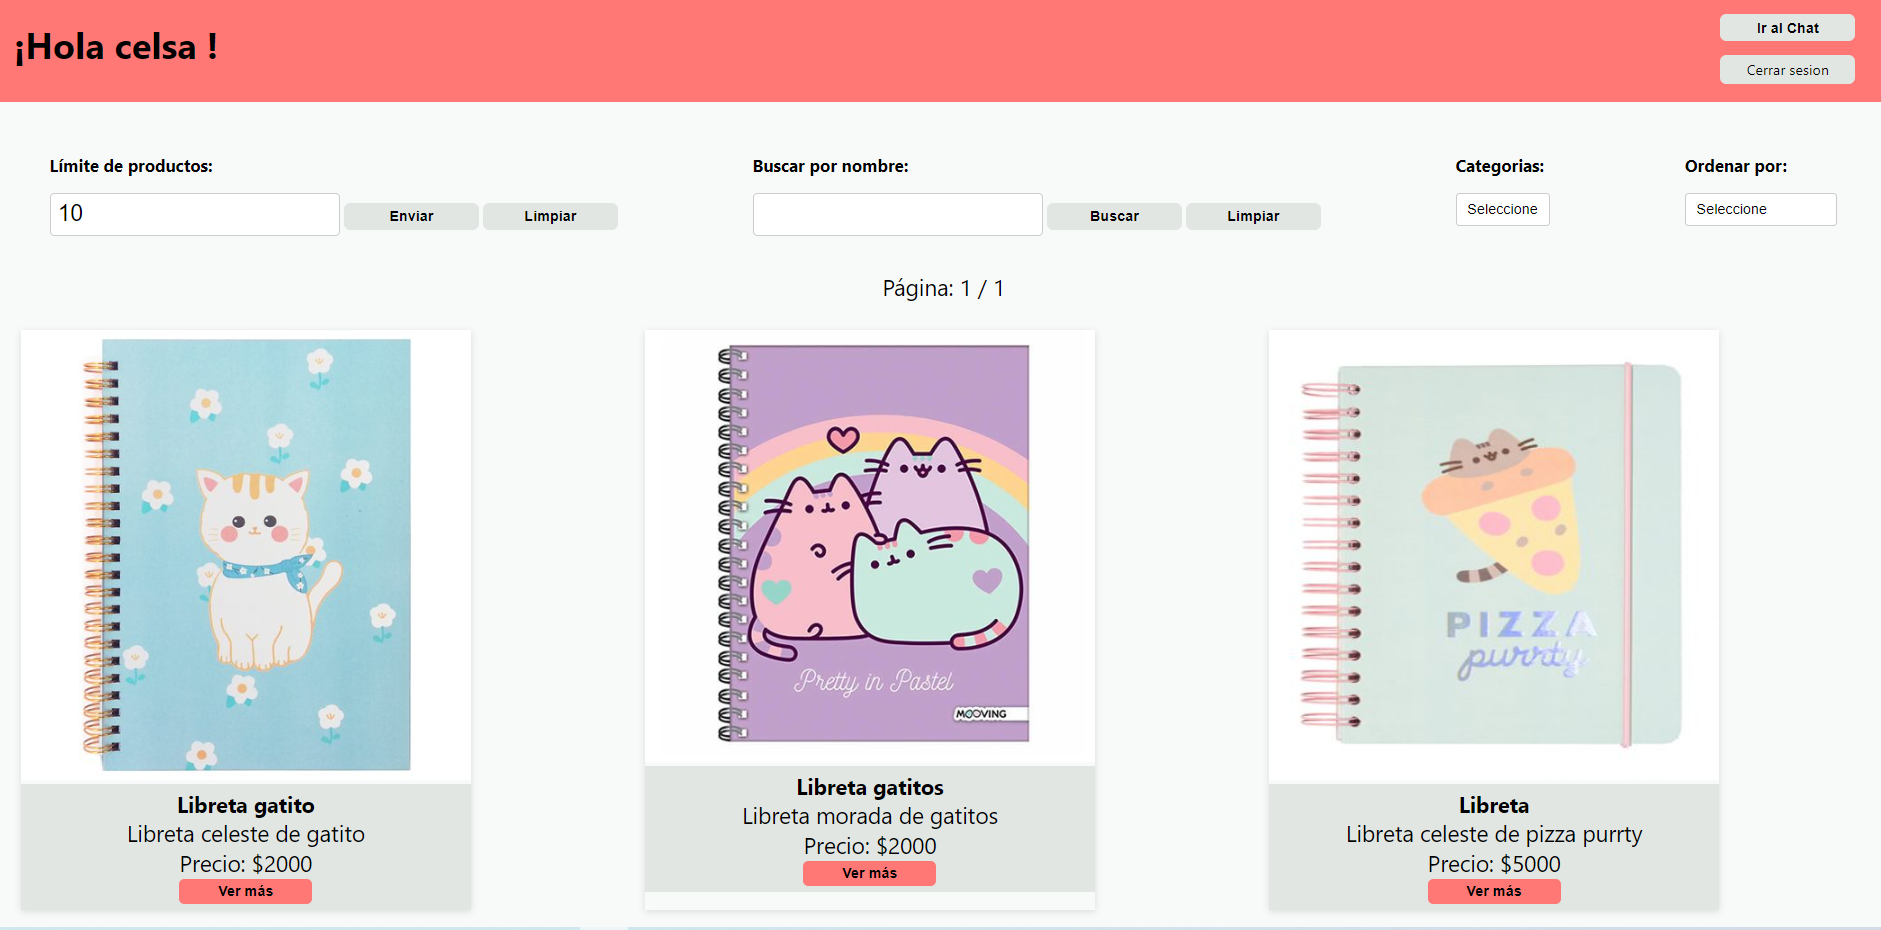 ¡Hola celsa !
Ir al Chat
Cerrar sesion
Límite de productos:
10
Enviar
Limpiar
Buscar por nombre:
Buscar
Limpiar
Categorias:
Seleccione
Ordenar por:
Seleccione
Página: 1 / 1
Pretty in Pastel
MOOVING
Libreta gatito
Libreta celeste de gatito
Precio: $2000
Ver más
Libreta gatitos
Libreta morada de gatitos
Precio: $2000
Ver más
PIZZA
purrty
Libreta
Libreta celeste de pizza purrty
Precio: $5000
Ver más